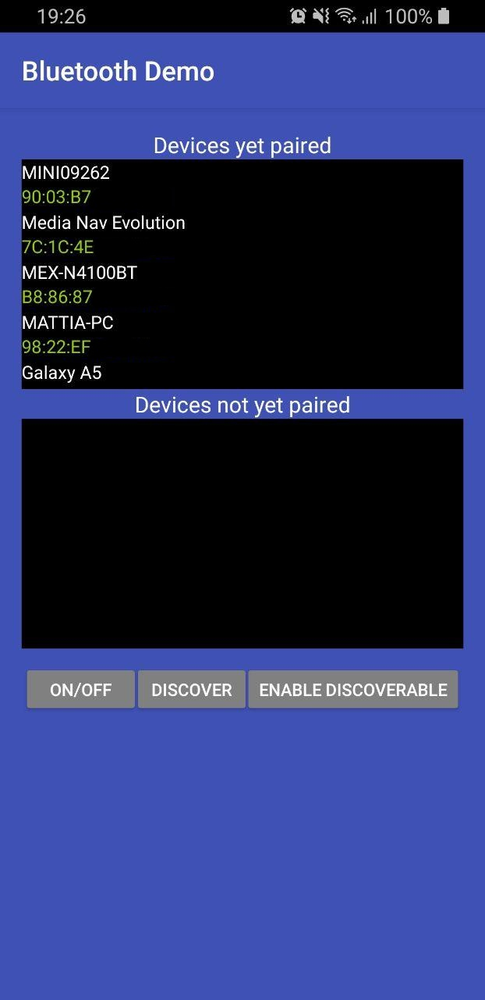 19:26 100%
Bluetooth Demo
Devices yet paired
MINI09262
90:03:B7
Media Nav Evolution
7C:1C:4E
MEX-N4100BT
B8:86:87
MATTIA-PC
98:22:EF
Galaxy A5
Devices not yet paired
ON/OFF DISCOVER ENABLE DISCOVERABLE